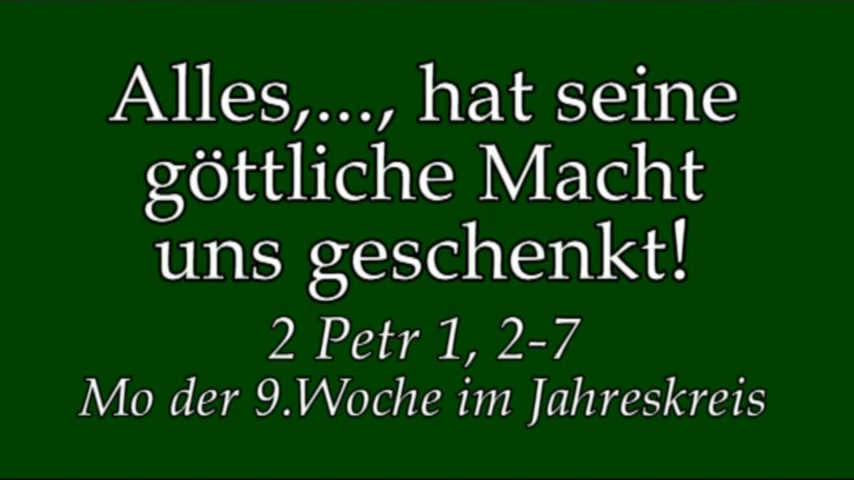 Alles,..., hat seine
göttliche Macht
uns geschenkt!
2 Petr 1, 2-7
Mo der 9.Woche im Jahreskreis